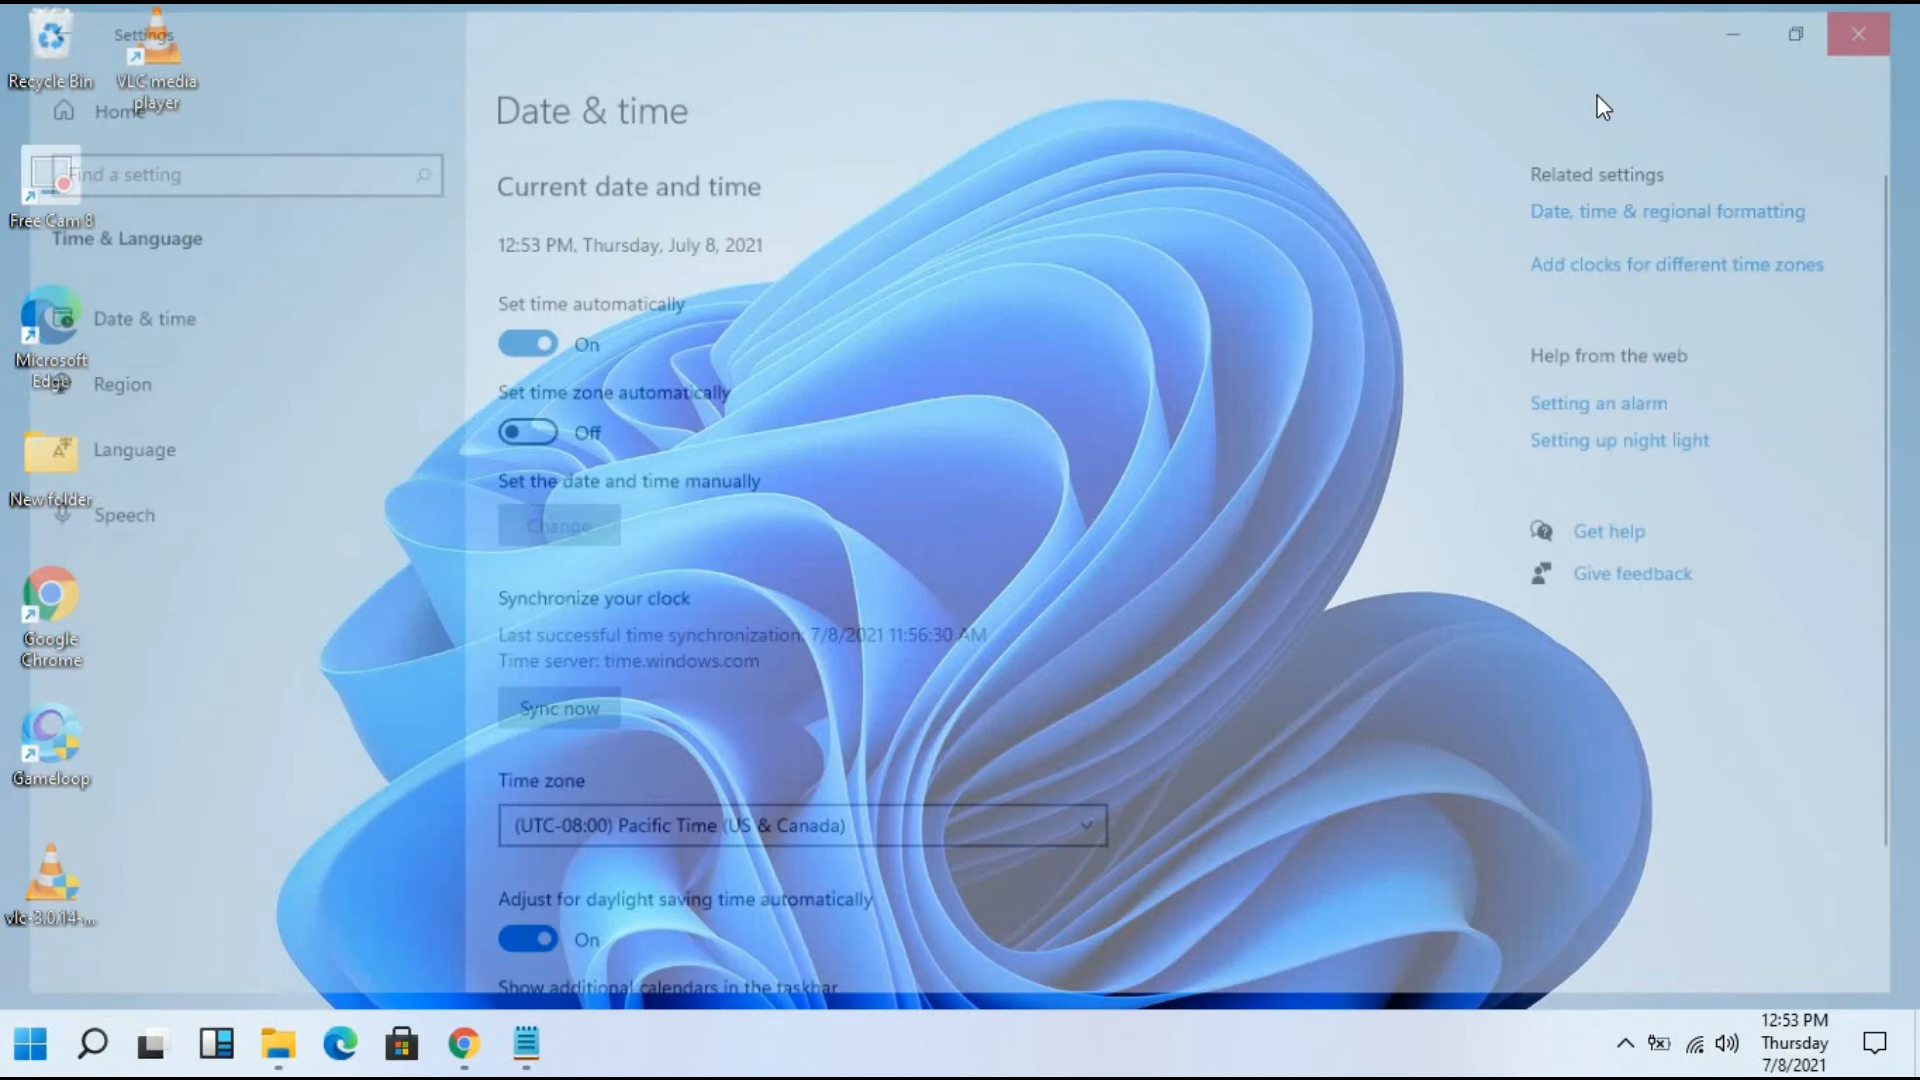 Settings
Recycle Bin
VLC media
player
Home
Find a setting
Free Cam 8
Time & Language
Date & time
Microsoft
Edge
Region
Language
New folder
Speech
Google
Chrome
Gameloop
vlc-3.0.14-...
Date & time
Current date and time
12:53 PM, Thursday, July 8, 2021
Set time automatically
On
Set time zone automatically
Off
Set the date and time manually
Change
Synchronize your clock
Last successful time synchronization: 7/8/2021 11:56:30 AM
Time server: time.windows.com
Sync now
Time zone
(UTC-08:00) Pacific Time (US & Canada)
Adjust for daylight saving time automatically
On
Show additional calendars in the taskbar
Related settings
Date, time & regional formatting
Add clocks for different time zones
Help from the web
Setting an alarm
Setting up night light
Get help
Give feedback
12:53 PM
Thursday
7/8/2021